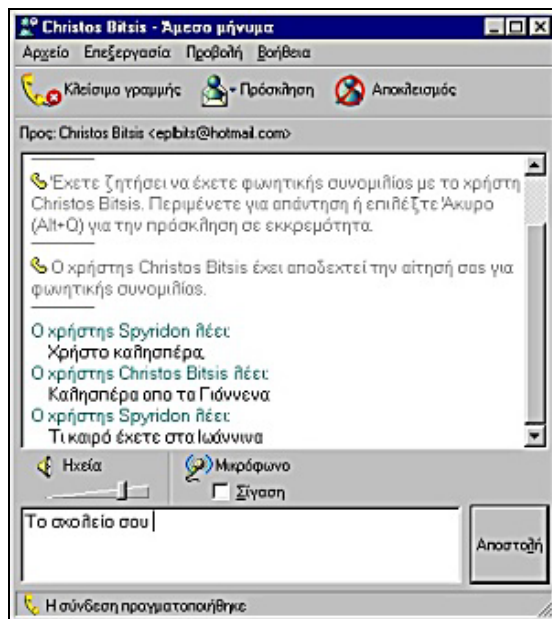 Christos Bitsis - Άμεσο μήνυμα
Αρχείο Επεξεργασία Προβολή Βοήθεια
Κλείσιμο γραμμής Πρόσκληση Αποκλεισμός
Προς: Christos Bitsis <eplbits@hotmail.com>
Έχετε ζητήσει να έχετε φωνητικής συνομιλίας με το χρήστη
Christos Bitsis. Περιμένετε για απάντηση ή επιλέξτε Άκυρο
(Alt+Q) για την πρόσκληση σε εκκρεμότητα.
Ο χρήστης Christos Bitsis έχει αποδεχτεί την αίτησή σας για
φωνητικής συνομιλίας.
Ο χρήστης Spyridon λέει:
Χρήστο καλησπέρα
Ο χρήστης Christos Bitsis λέει:
Καλησπέρα απο τα Γιάννενα
Ο χρήστης Spyridon λέει:
Τι καιρό έχετε στα Ιωάννινα
Ηχεία Μικρόφωνο
Σίγαση
Το σχολείο σου
Αποστολή
Η σύνδεση πραγματοποιήθηκε